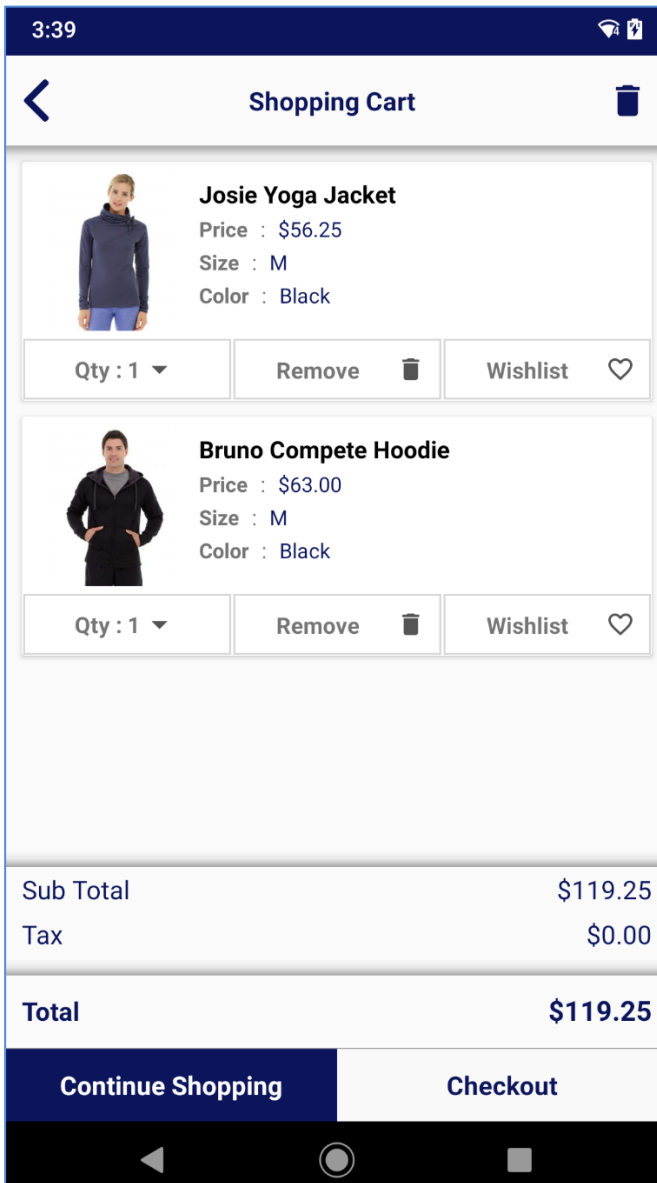 3:39
Shopping Cart
Josie Yoga Jacket
Price : $56.25
Size : M
Color : Black
Qty : 1 Remove Wishlist
Bruno Compete Hoodie
Price : $63.00
Size : M
Color : Black
Qty : 1 Remove Wishlist
Sub Total $119.25
Tax $0.00
Total $119.25
Continue Shopping Checkout